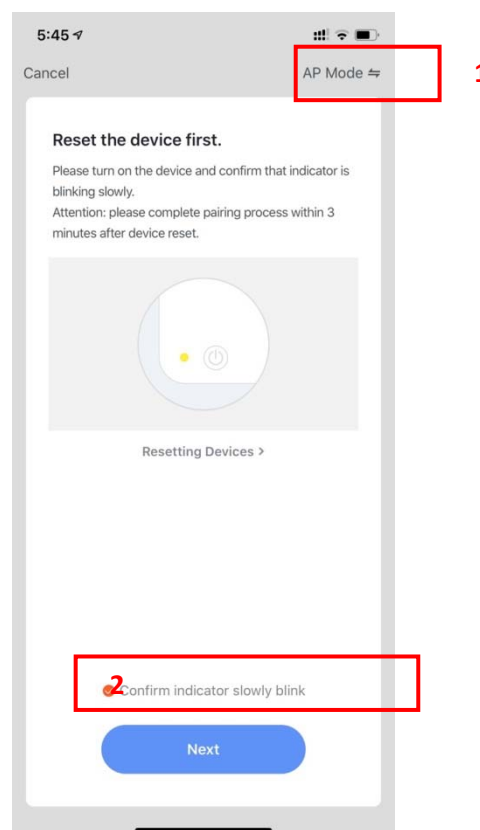 5:45
Cancel
AP Mode
1
Reset the device first.
Please turn on the device and confirm that indicator is
blinking slowly.
Attention: please complete pairing process within 3
minutes after device reset.
Resetting Devices >
2
Confirm indicator slowly blink
Next